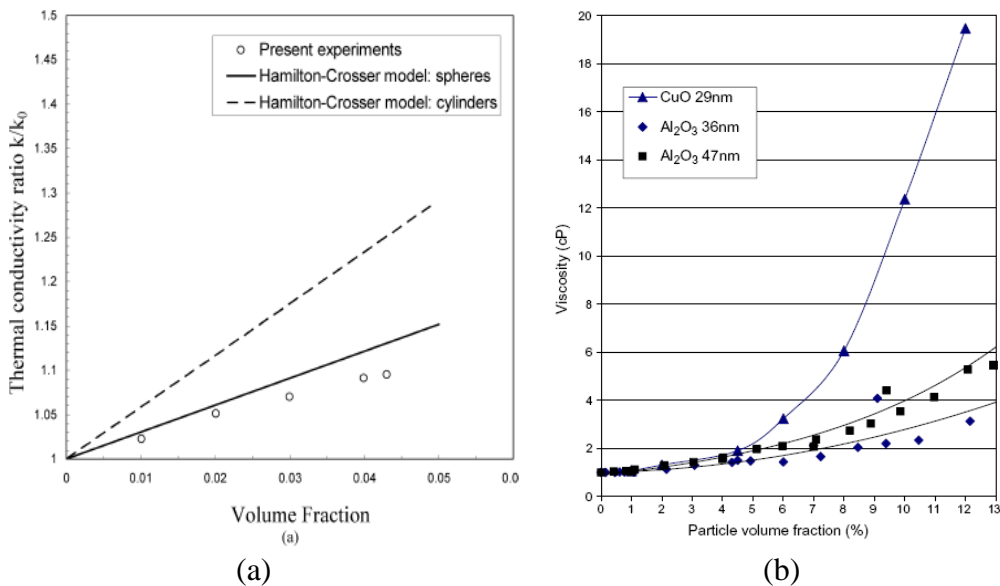 (a)
1.5
1.45
1.4
1.35
1.3
1.25
1.2
1.15
1.1
1.05
1
0
0.01
0.02
0.03
0.04
0.05
Thermal conductivity ratio k/k₀
Present experiments
Hamilton-Crosser model: spheres
Hamilton-Crosser model: cylinders
Volume Fraction
(a)
(a)
20
18
16
14
12
10
8
6
4
2
0
0 1 2 3 4 5 6 7 8 9 10 11 12 13
Viscosity (cP)
CuO 29nm
Al₂O₃ 36nm
Al₂O₃ 47nm
Particle volume fraction (%)
(b)